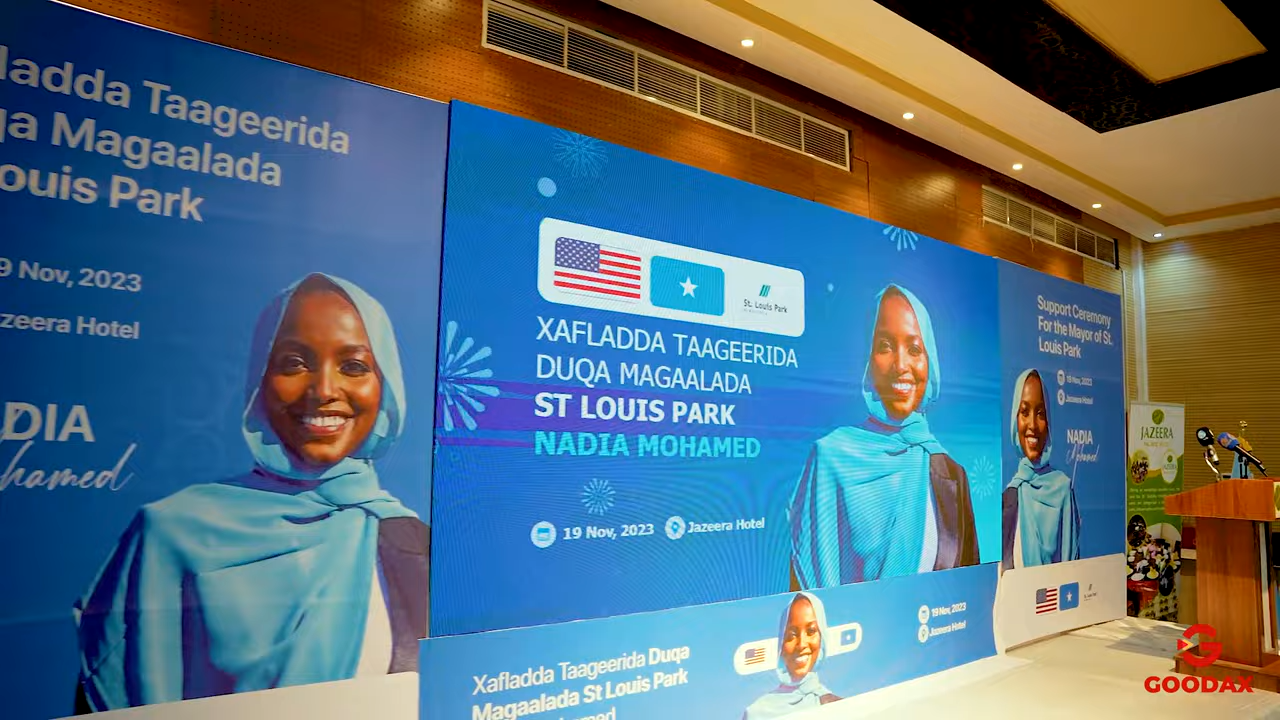 ladda Taageerida
qa Magaalada
ouis Park
9 Nov, 2023
zeera Hotel
DIA
hamed
St. Louis Park
XAFLADDA TAAGEERIDA
DUQA MAGAALADA
ST LOUIS PARK
NADIA MOHAMED
19 Nov, 2023
Jazeera Hotel
Xafladda Taageerida Duqa
Magaalada St Louis Park
19 Nov, 2023
Jazeera Hotel
Support Ceremony
For the Mayor of St.
Louis Park
19 Nov, 2023
Jazeera Hotel
NADIA
Mohamed
JAZEERA
GOODAX